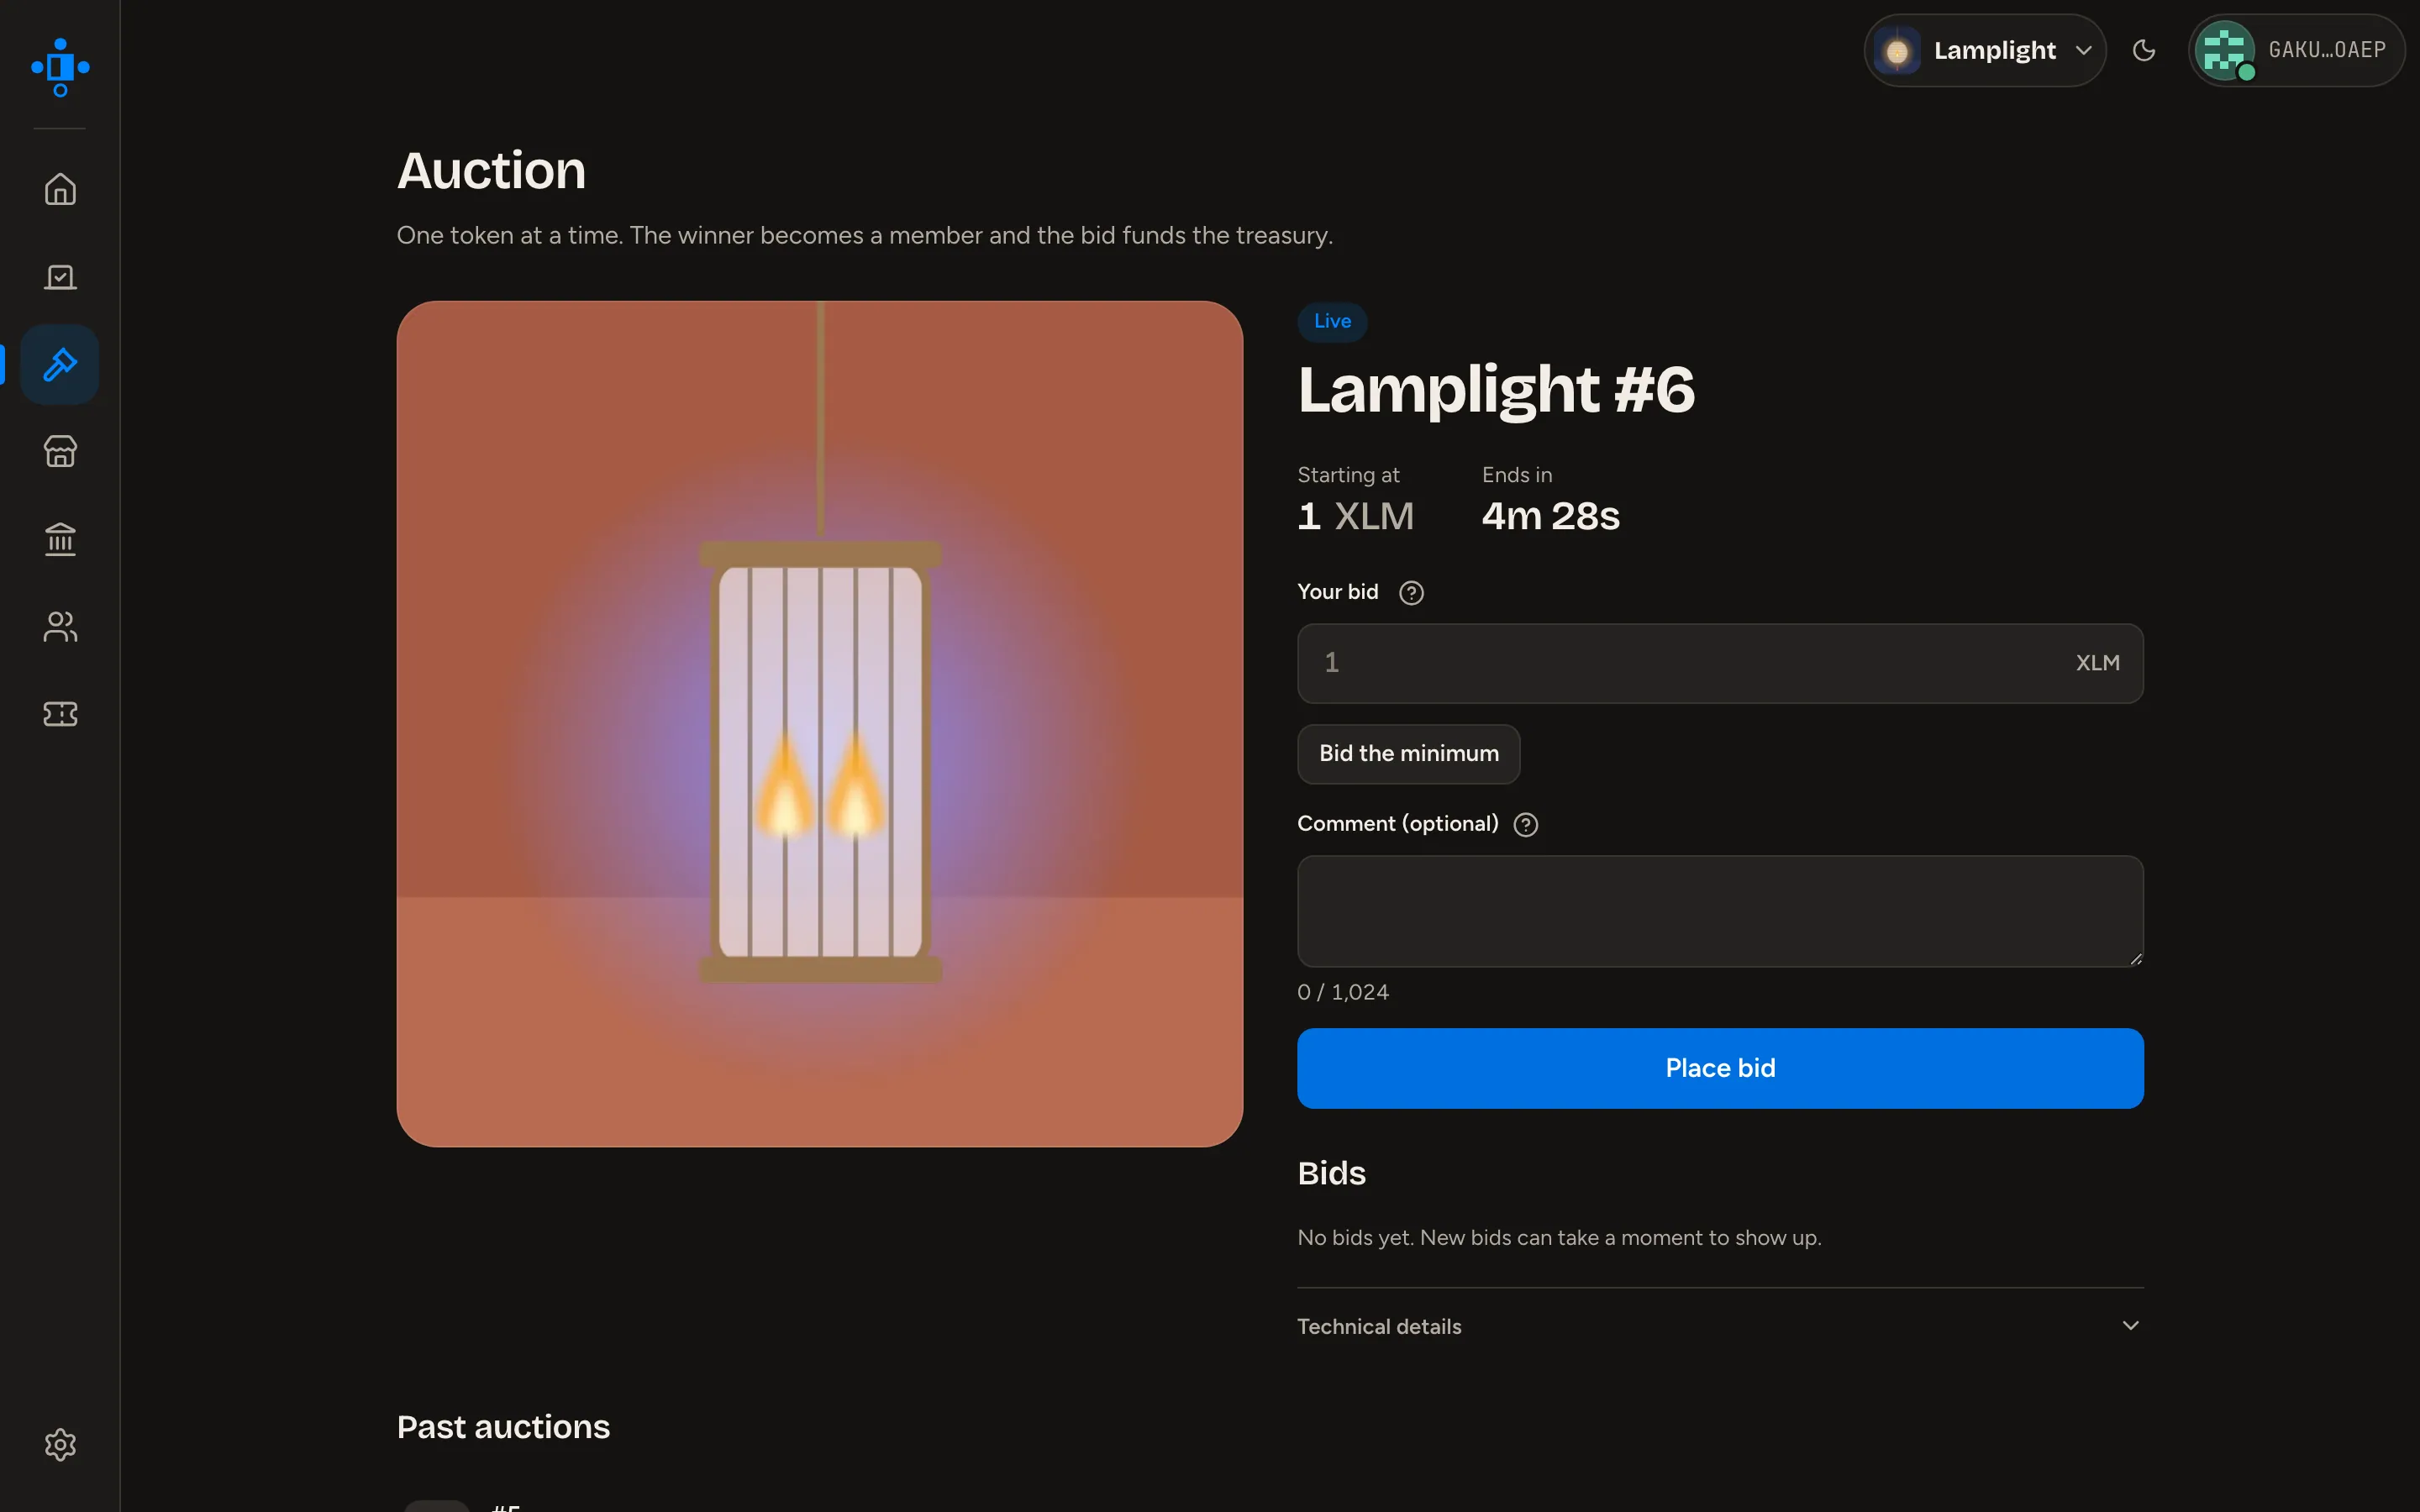 Lamplight
GAKU...OAEP
Auction
One token at a time. The winner becomes a member and the bid funds the treasury.
Live
Lamplight #6
Starting at
1 XLM
Ends in
4m 28s
Your bid
1
XLM
Bid the minimum
Comment (optional)
0 / 1,024
Place bid
Bids
No bids yet. New bids can take a moment to show up.
Technical details
Past auctions
#5